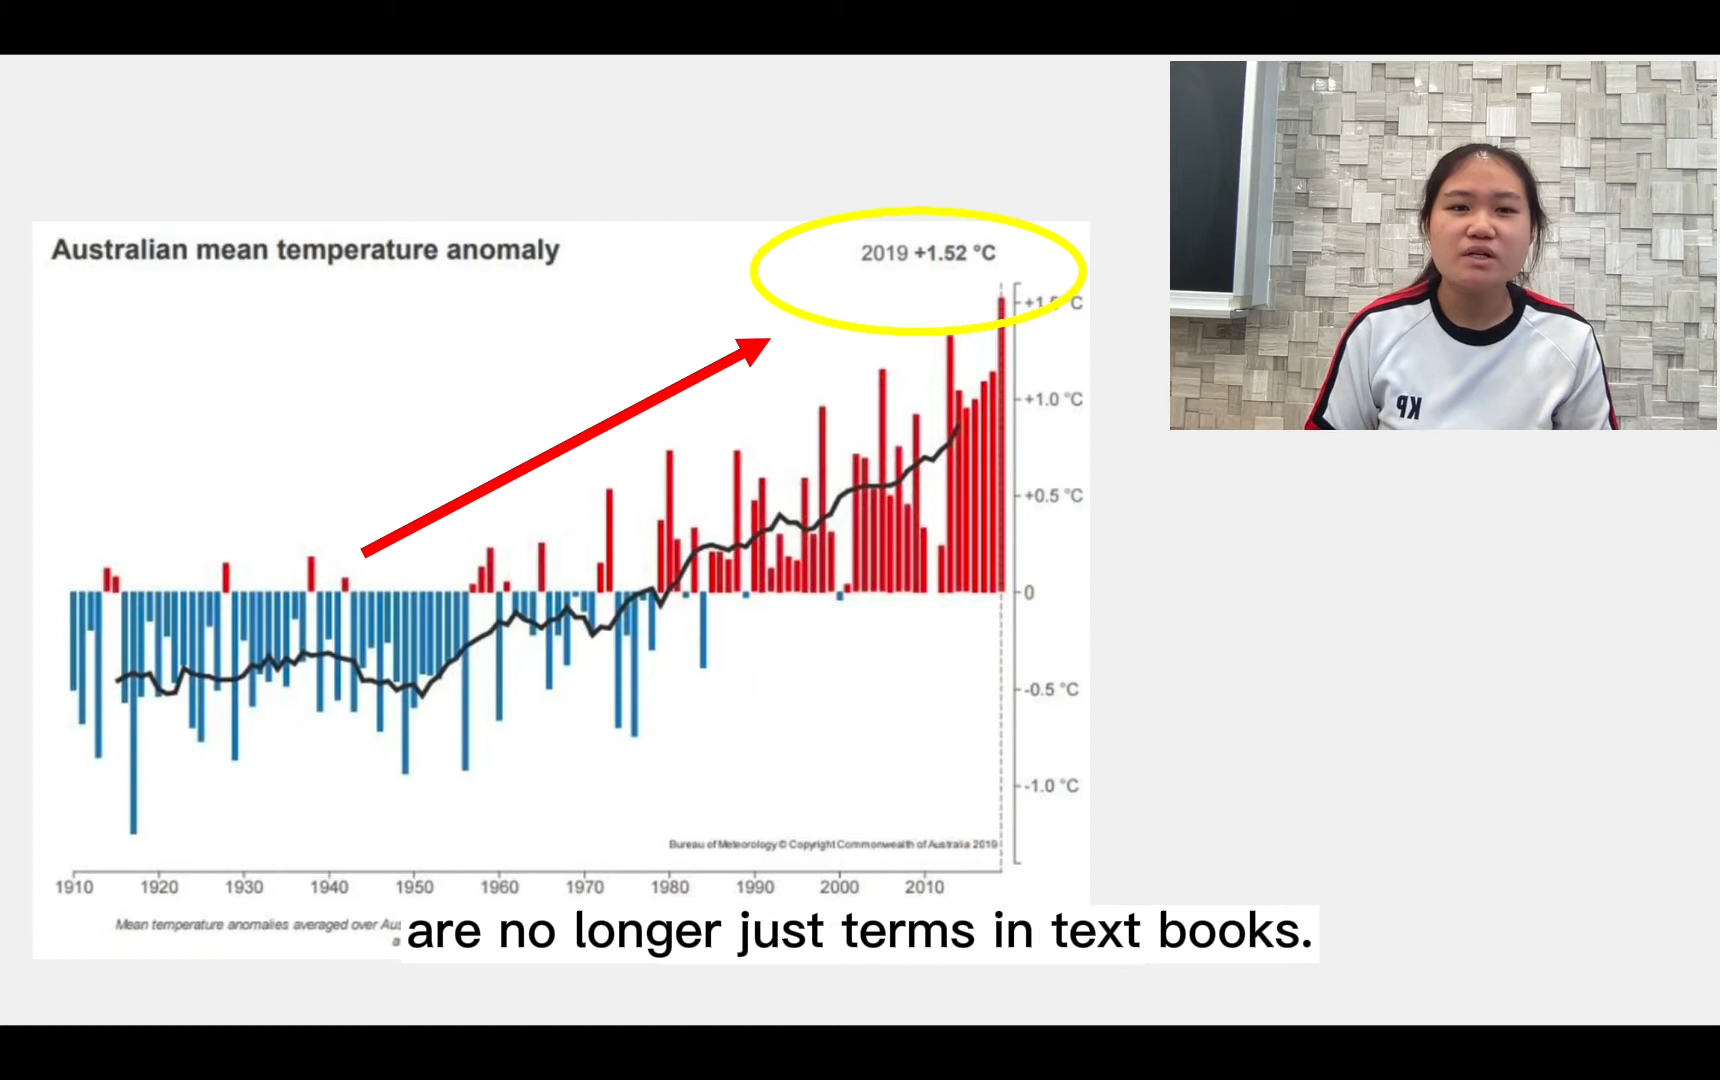 Australian mean temperature anomaly
2019 +1.52 °C
+1.0 °C
+0.5 °C
0
-0.5 °C
-1.0 °C
Bureau of Meteorology © Copyright Commonwealth of Australia 2019
1910 1920 1930 1940 1950 1960 1970 1980 1990 2000 2010
Mean temperature anomalies averaged over
are no longer just terms in text books.
KP